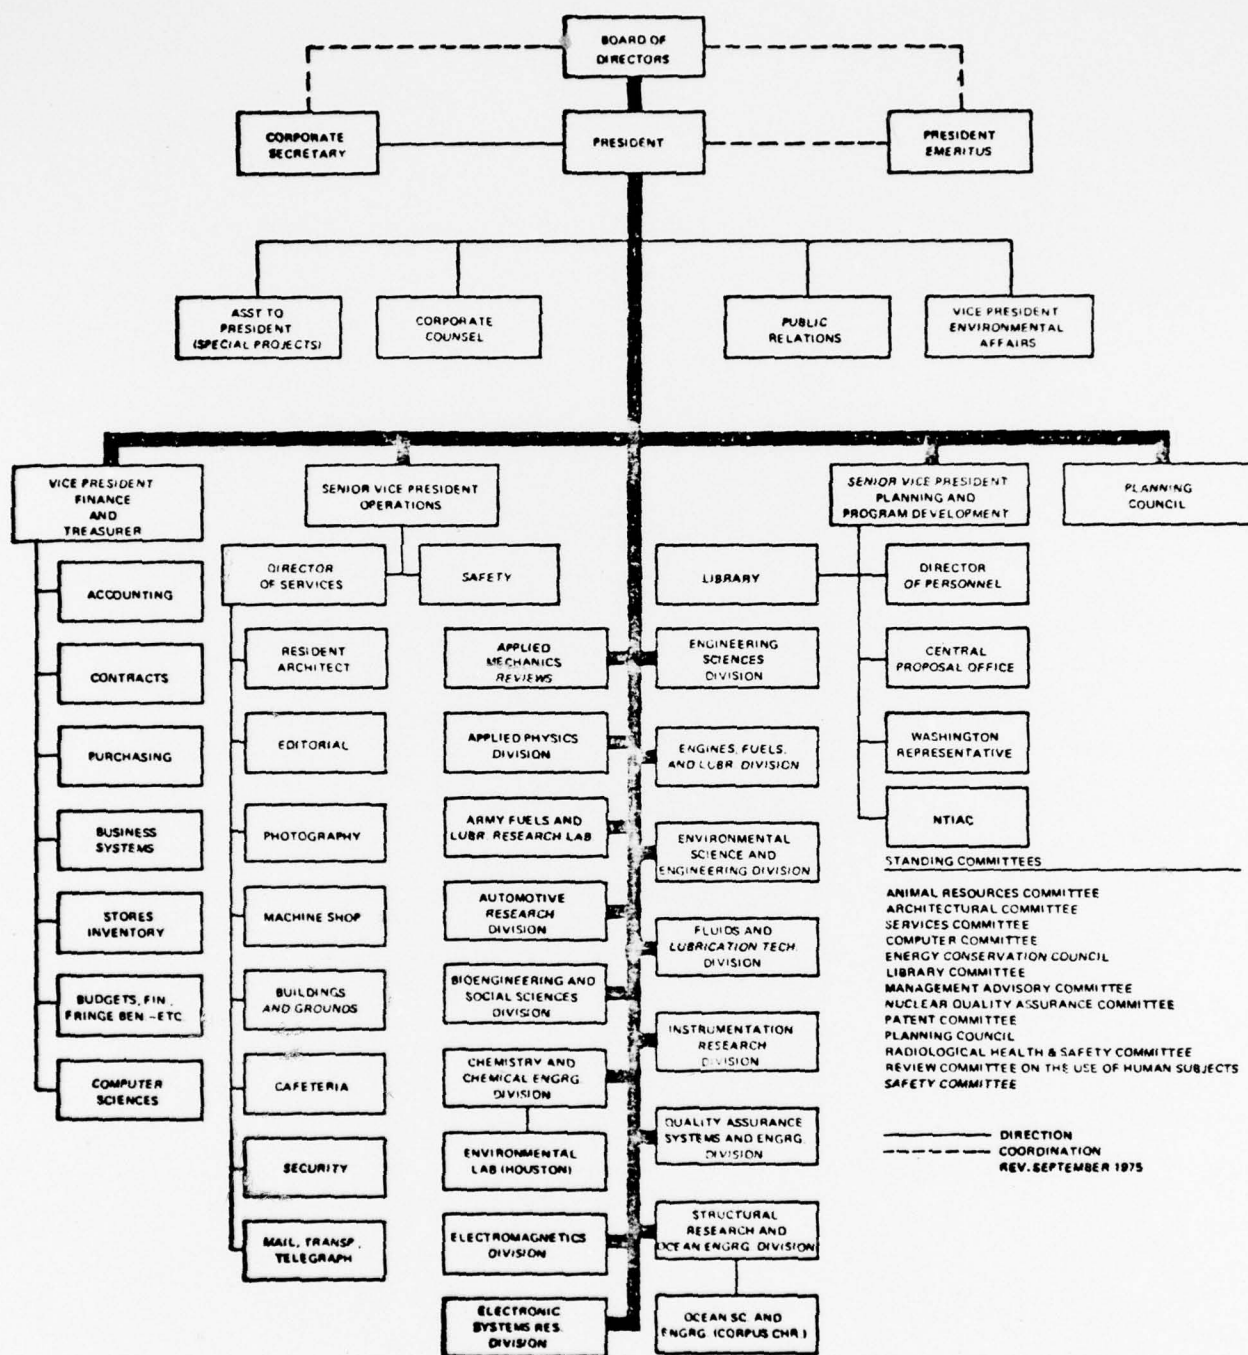 BOARD OF
DIRECTORS
CORPORATE
SECRETARY
PRESIDENT
PRESIDENT
EMERITUS
ASST TO
PRESIDENT
(SPECIAL PROJECTS)
CORPORATE
COUNSEL
PUBLIC
RELATIONS
VICE PRESIDENT
ENVIRONMENTAL
AFFAIRS
VICE PRESIDENT
FINANCE
AND
TREASURER
SENIOR VICE PRESIDENT
OPERATIONS
SENIOR VICE PRESIDENT
PLANNING AND
PROGRAM DEVELOPMENT
PLANNING
COUNCIL
ACCOUNTING
CONTRACTS
PURCHASING
BUSINESS
SYSTEMS
STORES
INVENTORY
BUDGETS, FIN.,
FRINGE BEN.-ETC
COMPUTER
SCIENCES
DIRECTOR
OF SERVICES
SAFETY
RESIDENT
ARCHITECT
EDITORIAL
PHOTOGRAPHY
MACHINE SHOP
BUILDINGS
AND GROUNDS
CAFETERIA
SECURITY
MAIL, TRANSP.,
TELEGRAPH
APPLIED
MECHANICS
REVIEWS
APPLIED PHYSICS
DIVISION
ARMY FUELS AND
LUBR. RESEARCH LAB
AUTOMOTIVE
RESEARCH
DIVISION
BIOENGINEERING AND
SOCIAL SCIENCES
DIVISION
CHEMISTRY AND
CHEMICAL ENGRG
DIVISION
ENVIRONMENTAL
LAB (HOUSTON)
ELECTROMAGNETICS
DIVISION
ELECTRONIC
SYSTEMS RES.
DIVISION
LIBRARY
ENGINEERING
SCIENCES
DIVISION
ENGINES, FUELS,
AND LUBR. DIVISION
ENVIRONMENTAL
SCIENCE AND
ENGINEERING DIVISION
FLUIDS AND
LUBRICATION TECH.
DIVISION
INSTRUMENTATION
RESEARCH
DIVISION
QUALITY ASSURANCE
SYSTEMS AND ENGRG.
DIVISION
STRUCTURAL
RESEARCH AND
OCEAN ENGRG. DIVISION
OCEAN SC. AND
ENGRG. (CORPUS CHR.)
DIRECTOR
OF PERSONNEL
CENTRAL
PROPOSAL OFFICE
WASHINGTON
REPRESENTATIVE
NTIAC
STANDING COMMITTEES
ANIMAL RESOURCES COMMITTEE
ARCHITECTURAL COMMITTEE
SERVICES COMMITTEE
COMPUTER COMMITTEE
ENERGY CONSERVATION COUNCIL
LIBRARY COMMITTEE
MANAGEMENT ADVISORY COMMITTEE
NUCLEAR QUALITY ASSURANCE COMMITTEE
PATENT COMMITTEE
PLANNING COUNCIL
RADIOLOGICAL HEALTH & SAFETY COMMITTEE
REVIEW COMMITTEE ON THE USE OF HUMAN SUBJECTS
SAFETY COMMITTEE
DIRECTION
COORDINATION
REV. SEPTEMBER 1975